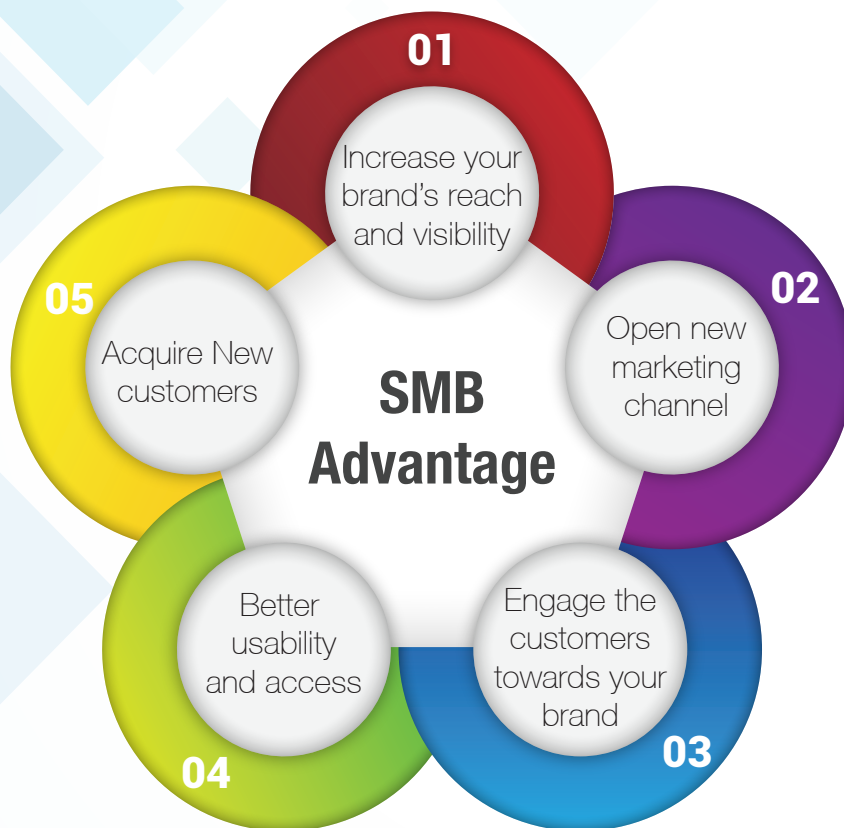 01
Increase your
brand's reach
and visibility
02
Open new
marketing
channel
03
Engage the
customers
towards your
brand
04
Better
usability
and access
05
Acquire New
customers
SMB
Advantage